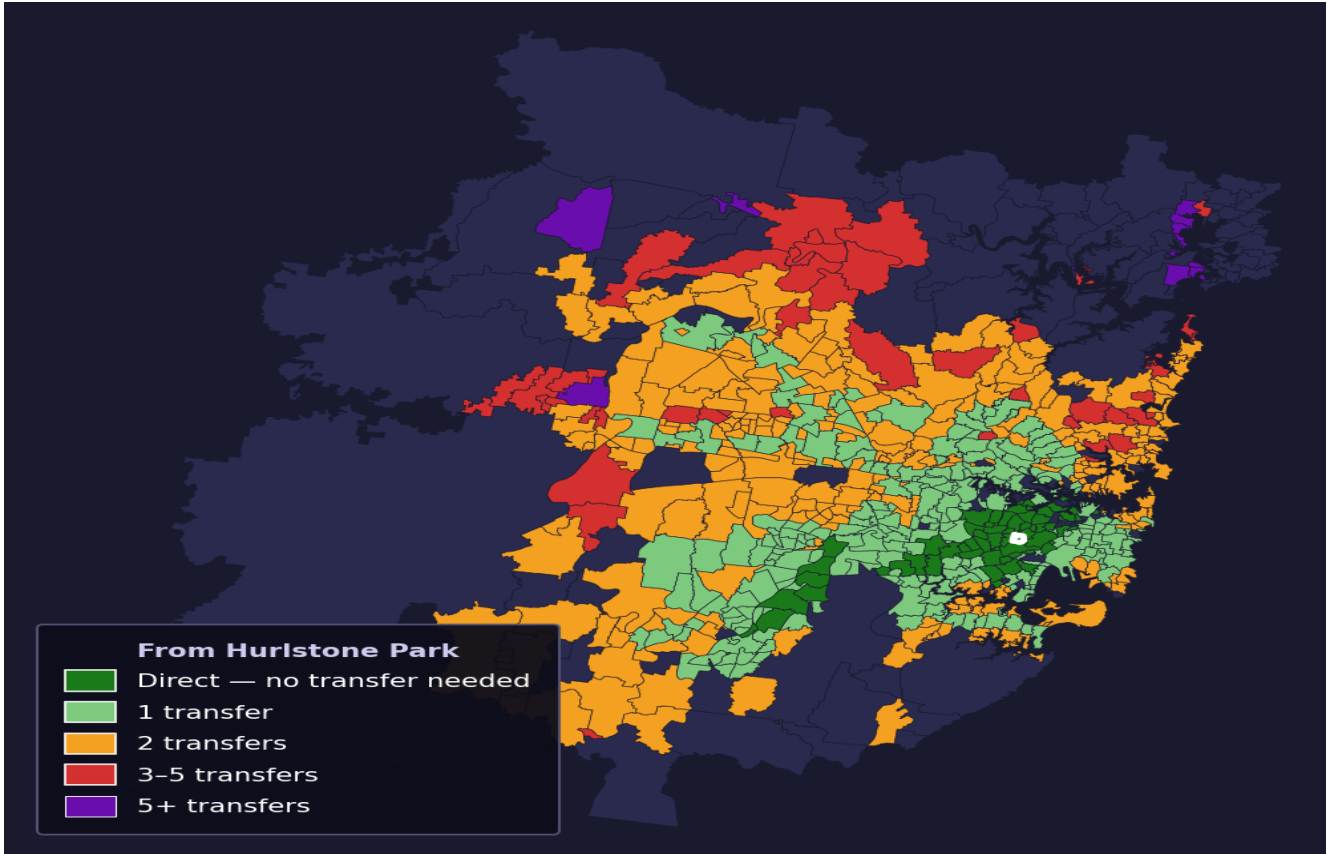 From Hurlstone Park
Direct — no transfer needed
1 transfer
2 transfers
3–5 transfers
5+ transfers